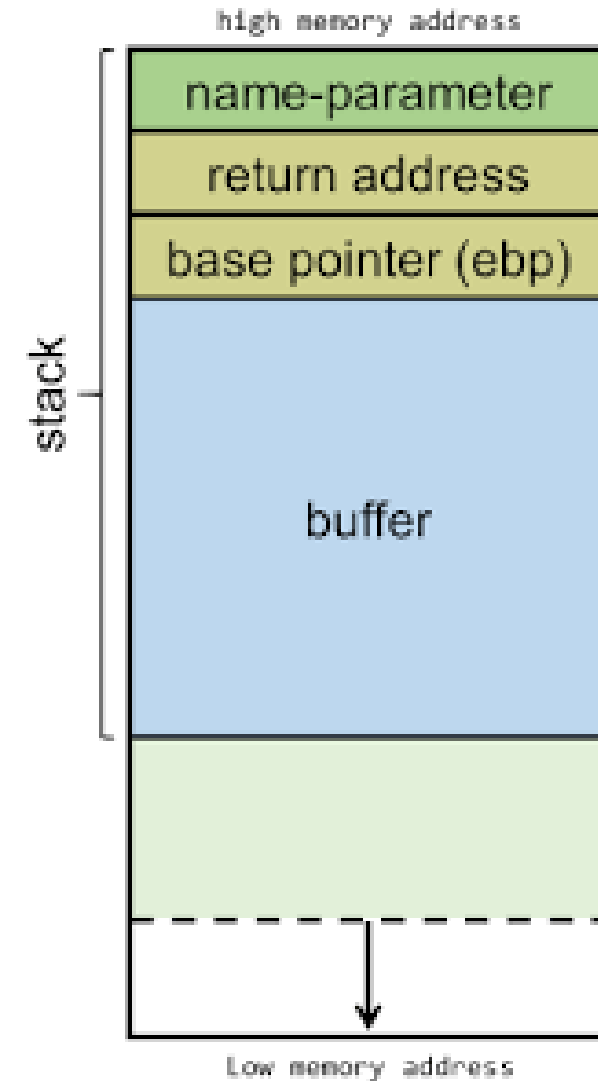 high memory address
name-parameter
return address
base pointer (ebp)
stack
buffer
Low memory address